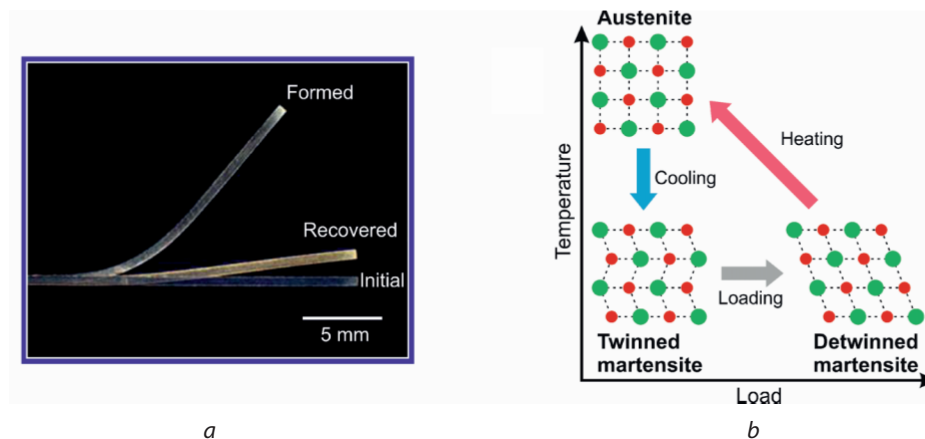 Formed
Recovered
Initial
5 mm
a
Austenite
Temperature
Cooling
Heating
Loading
Twinned
martensite
Detwinned
martensite
Load
b